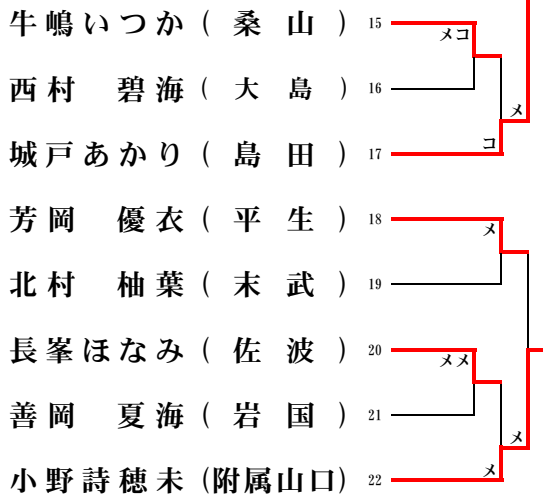 牛嶋いつか ( 桑 山 ) 15
メコ
西村 碧海 ( 大 島 ) 16
メ
コ
城戸あかり ( 島 田 ) 17
芳岡 優衣 ( 平 生 ) 18
メ
北村 柚葉 ( 末 武 ) 19
長峯ほなみ ( 佐 波 ) 20
メメ
善岡 夏海 ( 岩 国 ) 21
メ
メ
小野詩穂未 (附属山口) 22